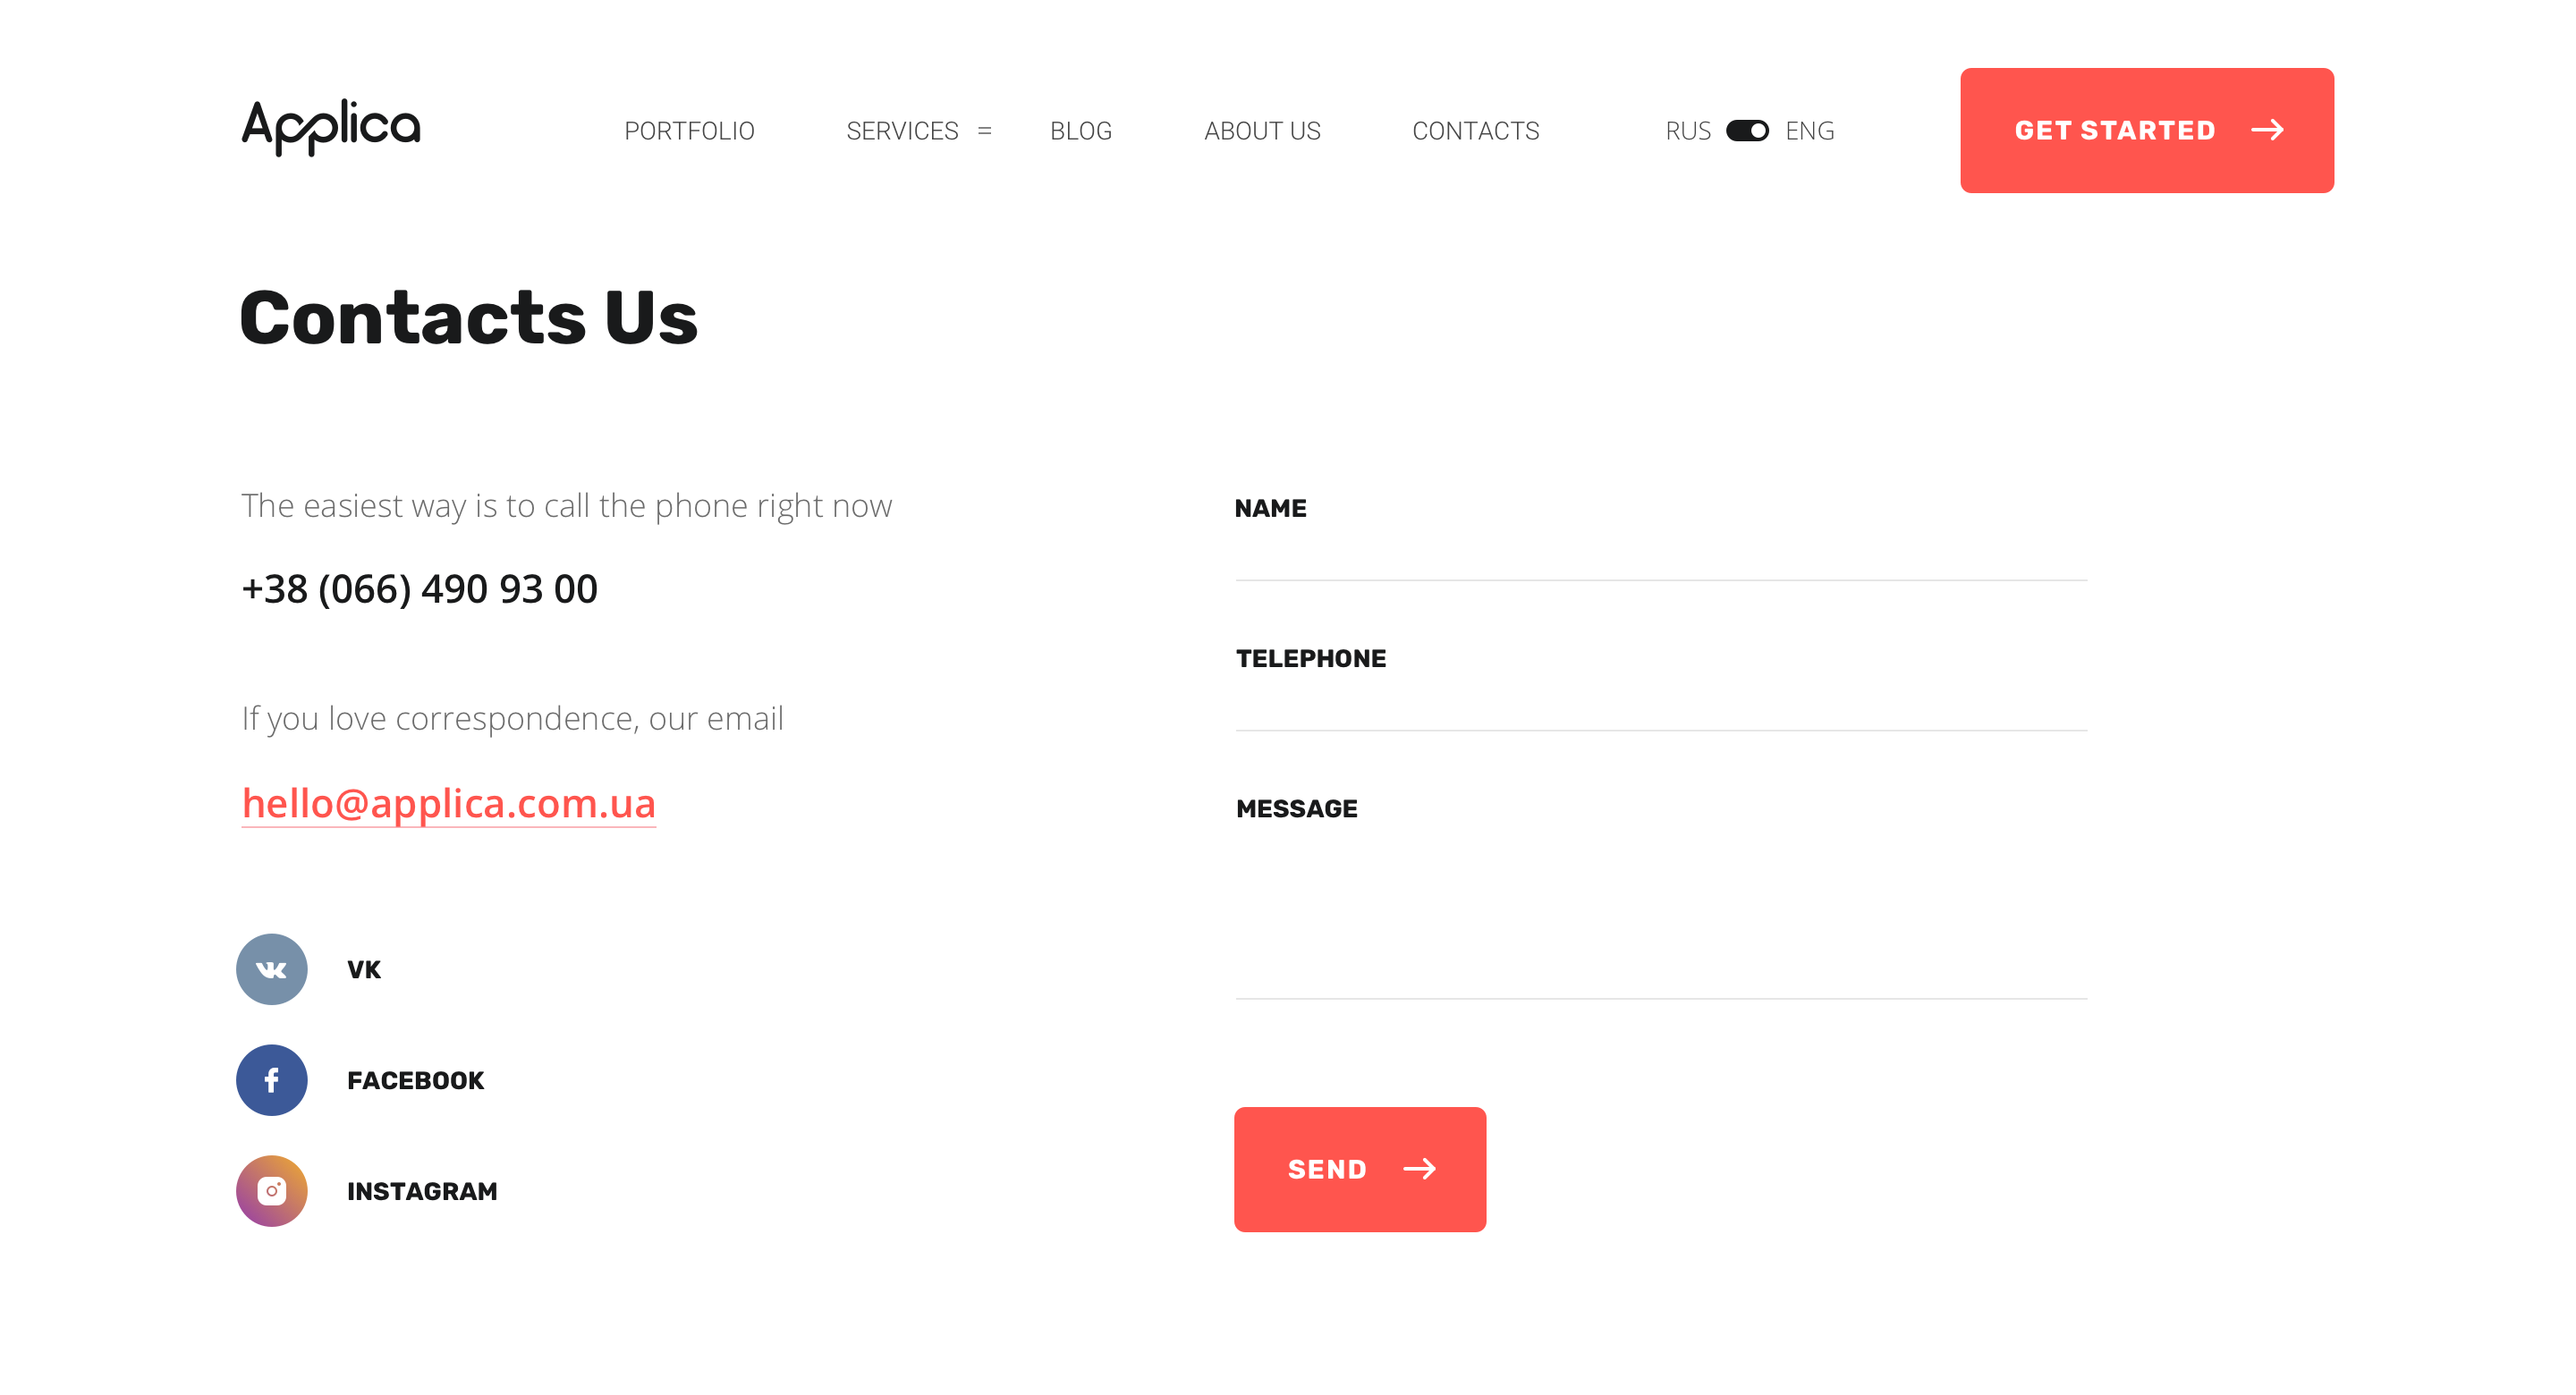 Applica
PORTFOLIO
SERVICES =
BLOG
ABOUT US
CONTACTS
RUS
ENG
GET STARTED →
Contacts Us
The easiest way is to call the phone right now
+38 (066) 490 93 00
If you love correspondence, our email
hello@applica.com.ua
VK
FACEBOOK
INSTAGRAM
NAME
TELEPHONE
MESSAGE
SEND →